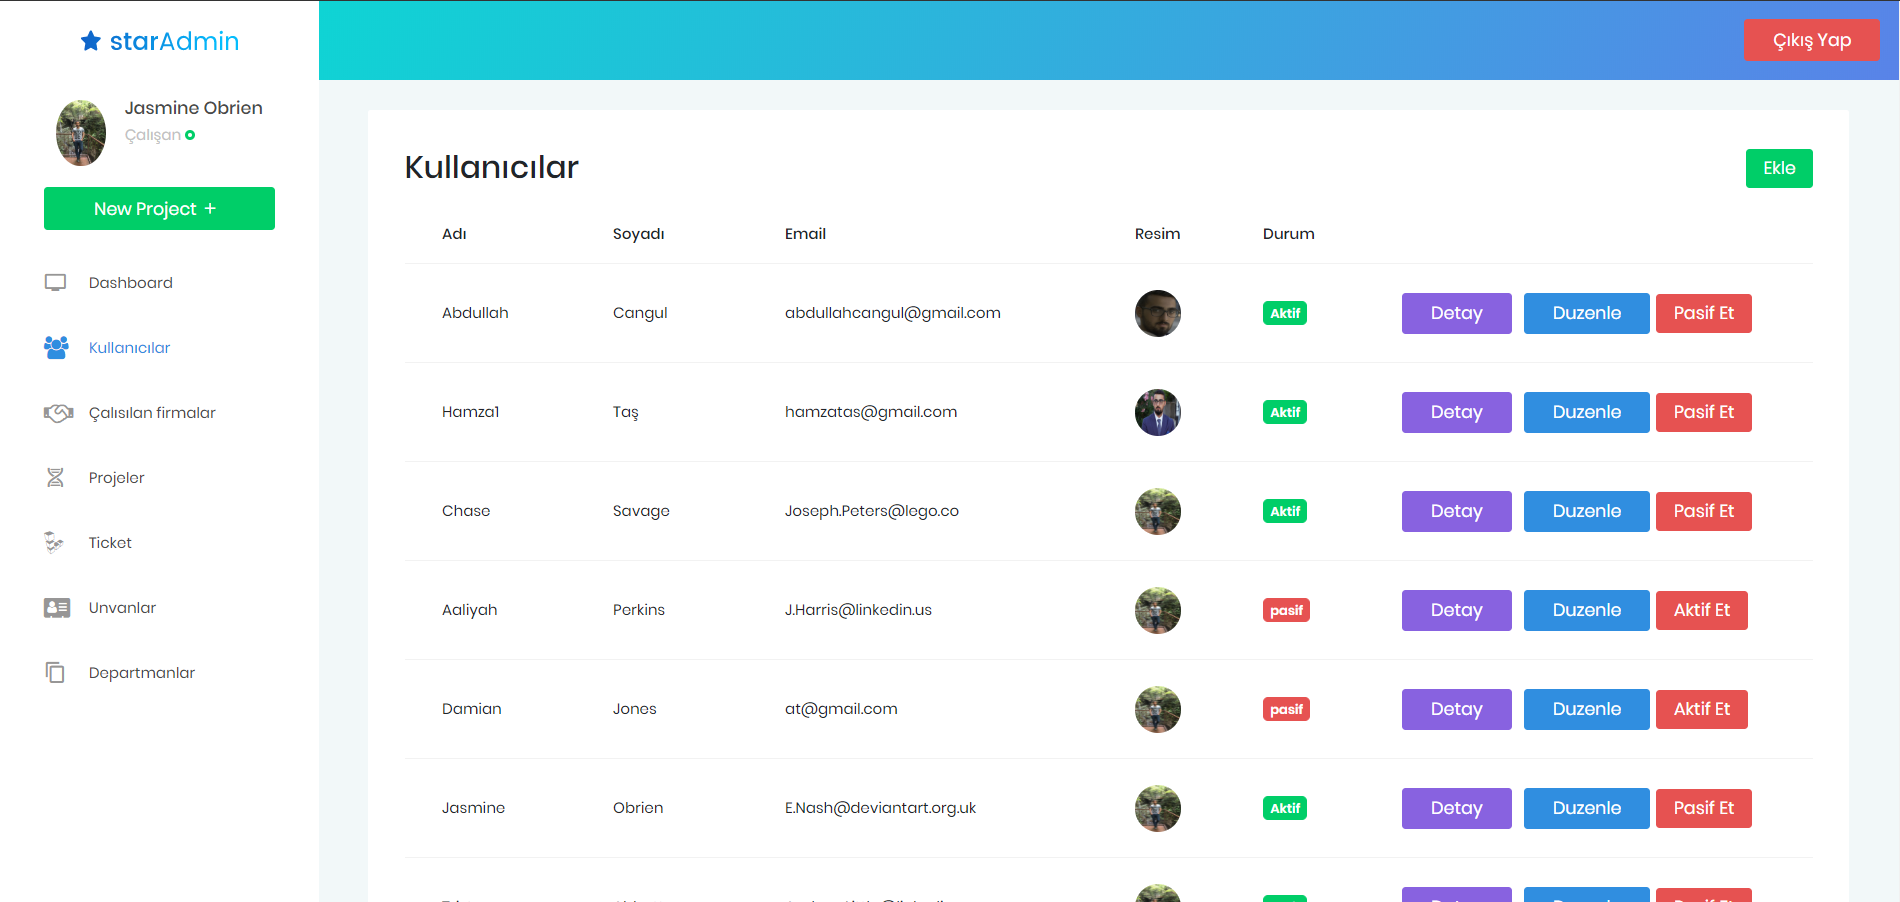 starAdmin
Çıkış Yap
Jasmine Obrien
Çalışan
New Project +
Dashboard
Kullanıcılar
Çalısılan firmalar
Projeler
Ticket
Unvanlar
Departmanlar
Kullanıcılar
Ekle
Adı Soyadı Email Resim Durum
Abdullah Cangul abdullahcangul@gmail.com Aktif Detay Duzenle Pasif Et
Hamza1 Taş hamzatas@gmail.com Aktif Detay Duzenle Pasif Et
Chase Savage Joseph.Peters@lego.co Aktif Detay Duzenle Pasif Et
Aaliyah Perkins J.Harris@linkedin.us pasif Detay Duzenle Aktif Et
Damian Jones at@gmail.com pasif Detay Duzenle Aktif Et
Jasmine Obrien E.Nash@deviantart.org.uk Aktif Detay Duzenle Pasif Et